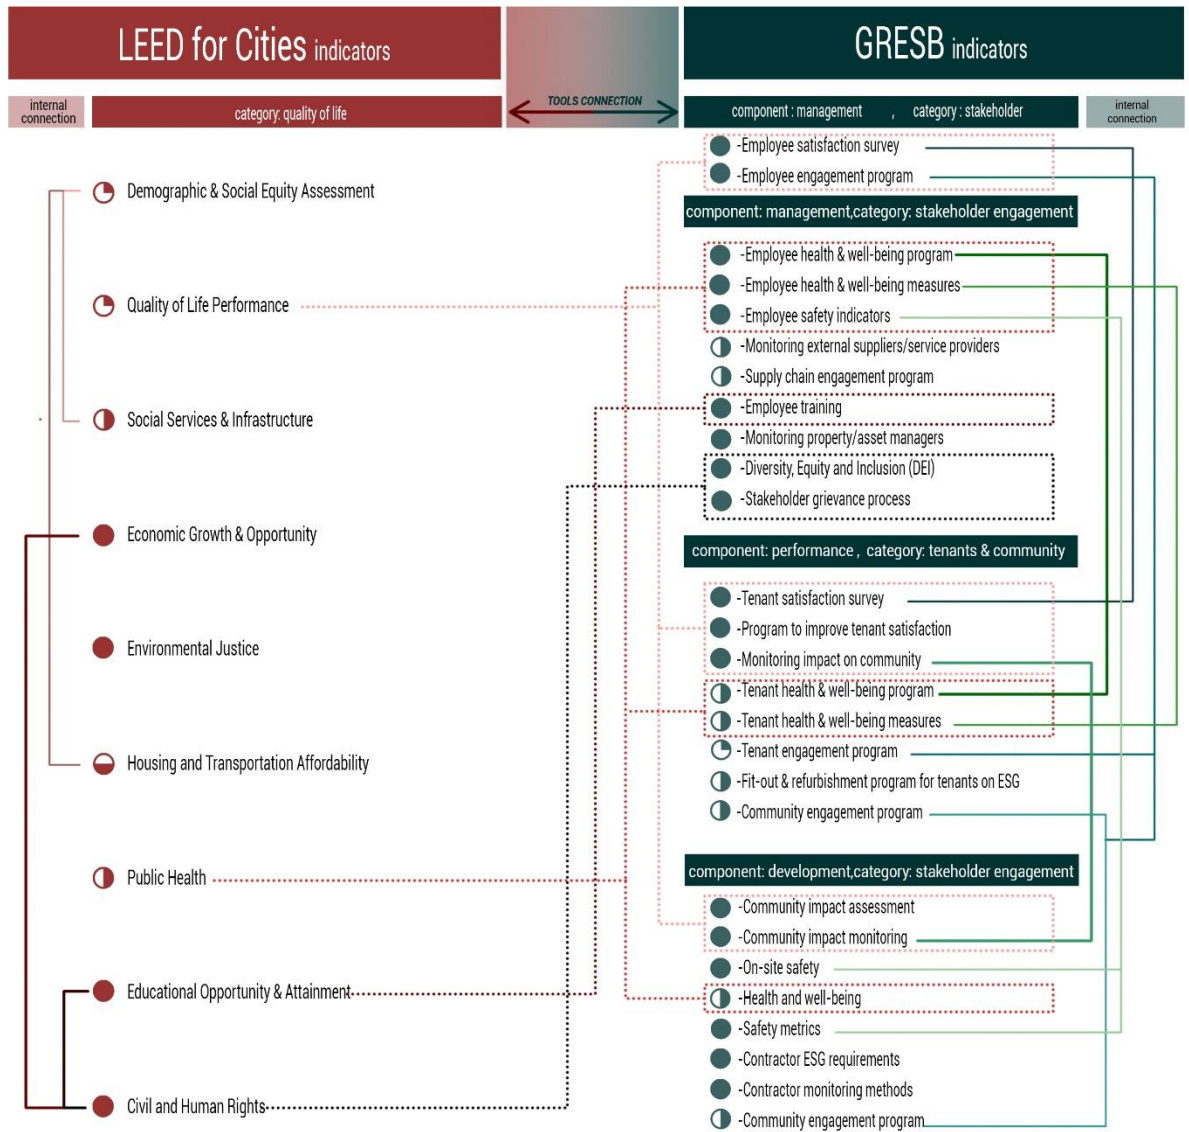 LEED for Cities indicators
GRESB indicators
internal
connection
category: quality of life
TOOLS CONNECTION
component : management , category : stakeholder
internal
connection
Demographic & Social Equity Assessment
Quality of Life Performance
Social Services & Infrastructure
Economic Growth & Opportunity
Environmental Justice
Housing and Transportation Affordability
Public Health
Educational Opportunity & Attainment
Civil and Human Rights
-Employee satisfaction survey
-Employee engagement program
component: management,category: stakeholder engagement
-Employee health & well-being program
-Employee health & well-being measures
-Employee safety indicators
-Monitoring external suppliers/service providers
-Supply chain engagement program
-Employee training
-Monitoring property/asset managers
-Diversity, Equity and Inclusion (DEI)
-Stakeholder grievance process
component: performance , category: tenants & community
-Tenant satisfaction survey
-Program to improve tenant satisfaction
-Monitoring impact on community
-Tenant health & well-being program
-Tenant health & well-being measures
-Tenant engagement program
-Fit-out & refurbishment program for tenants on ESG
-Community engagement program
component: development,category: stakeholder engagement
-Community impact assessment
-Community impact monitoring
-On-site safety
-Health and well-being
-Safety metrics
-Contractor ESG requirements
-Contractor monitoring methods
-Community engagement program